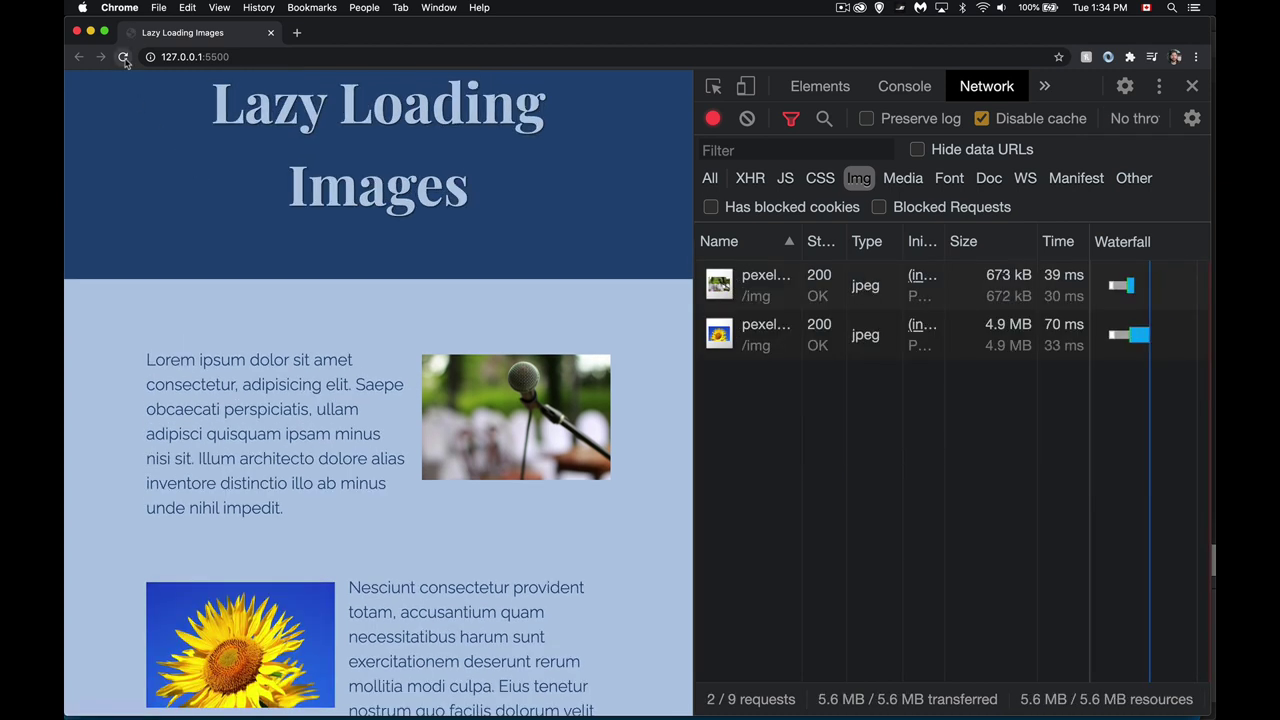 Chrome File Edit View History Bookmarks People Tab Window Help 100% Tue 1:34 PM
Lazy Loading Images
127.0.0.1:5500
Lazy Loading
Images
Lorem ipsum dolor sit amet
consectetur, adipisicing elit. Saepe
obcaecati perspiciatis, ullam
adipisci quisquam ipsam minus
nisi sit. Illum architecto dolore alias
inventore distinctio illo ab minus
unde nihil impedit.
Nesciunt consectetur provident
totam, accusantium quam
necessitatibus harum sunt
exercitationem deserunt rerum
mollitia modi culpa. Eius tenetur
nostrum quo facilis dolorum velit
Elements Console Network
Preserve log Disable cache No thro
Filter Hide data URLs
All XHR JS CSS Img Media Font Doc WS Manifest Other
Has blocked cookies Blocked Requests
Name St... Type Ini... Size Time Waterfall
pexel... 200 jpeg (in... 673 kB 39 ms
/img OK P... 672 kB 30 ms
pexel... 200 jpeg (in... 4.9 MB 70 ms
/img OK P... 4.9 MB 33 ms
2 / 9 requests 5.6 MB / 5.6 MB transferred 5.6 MB / 5.6 MB resources